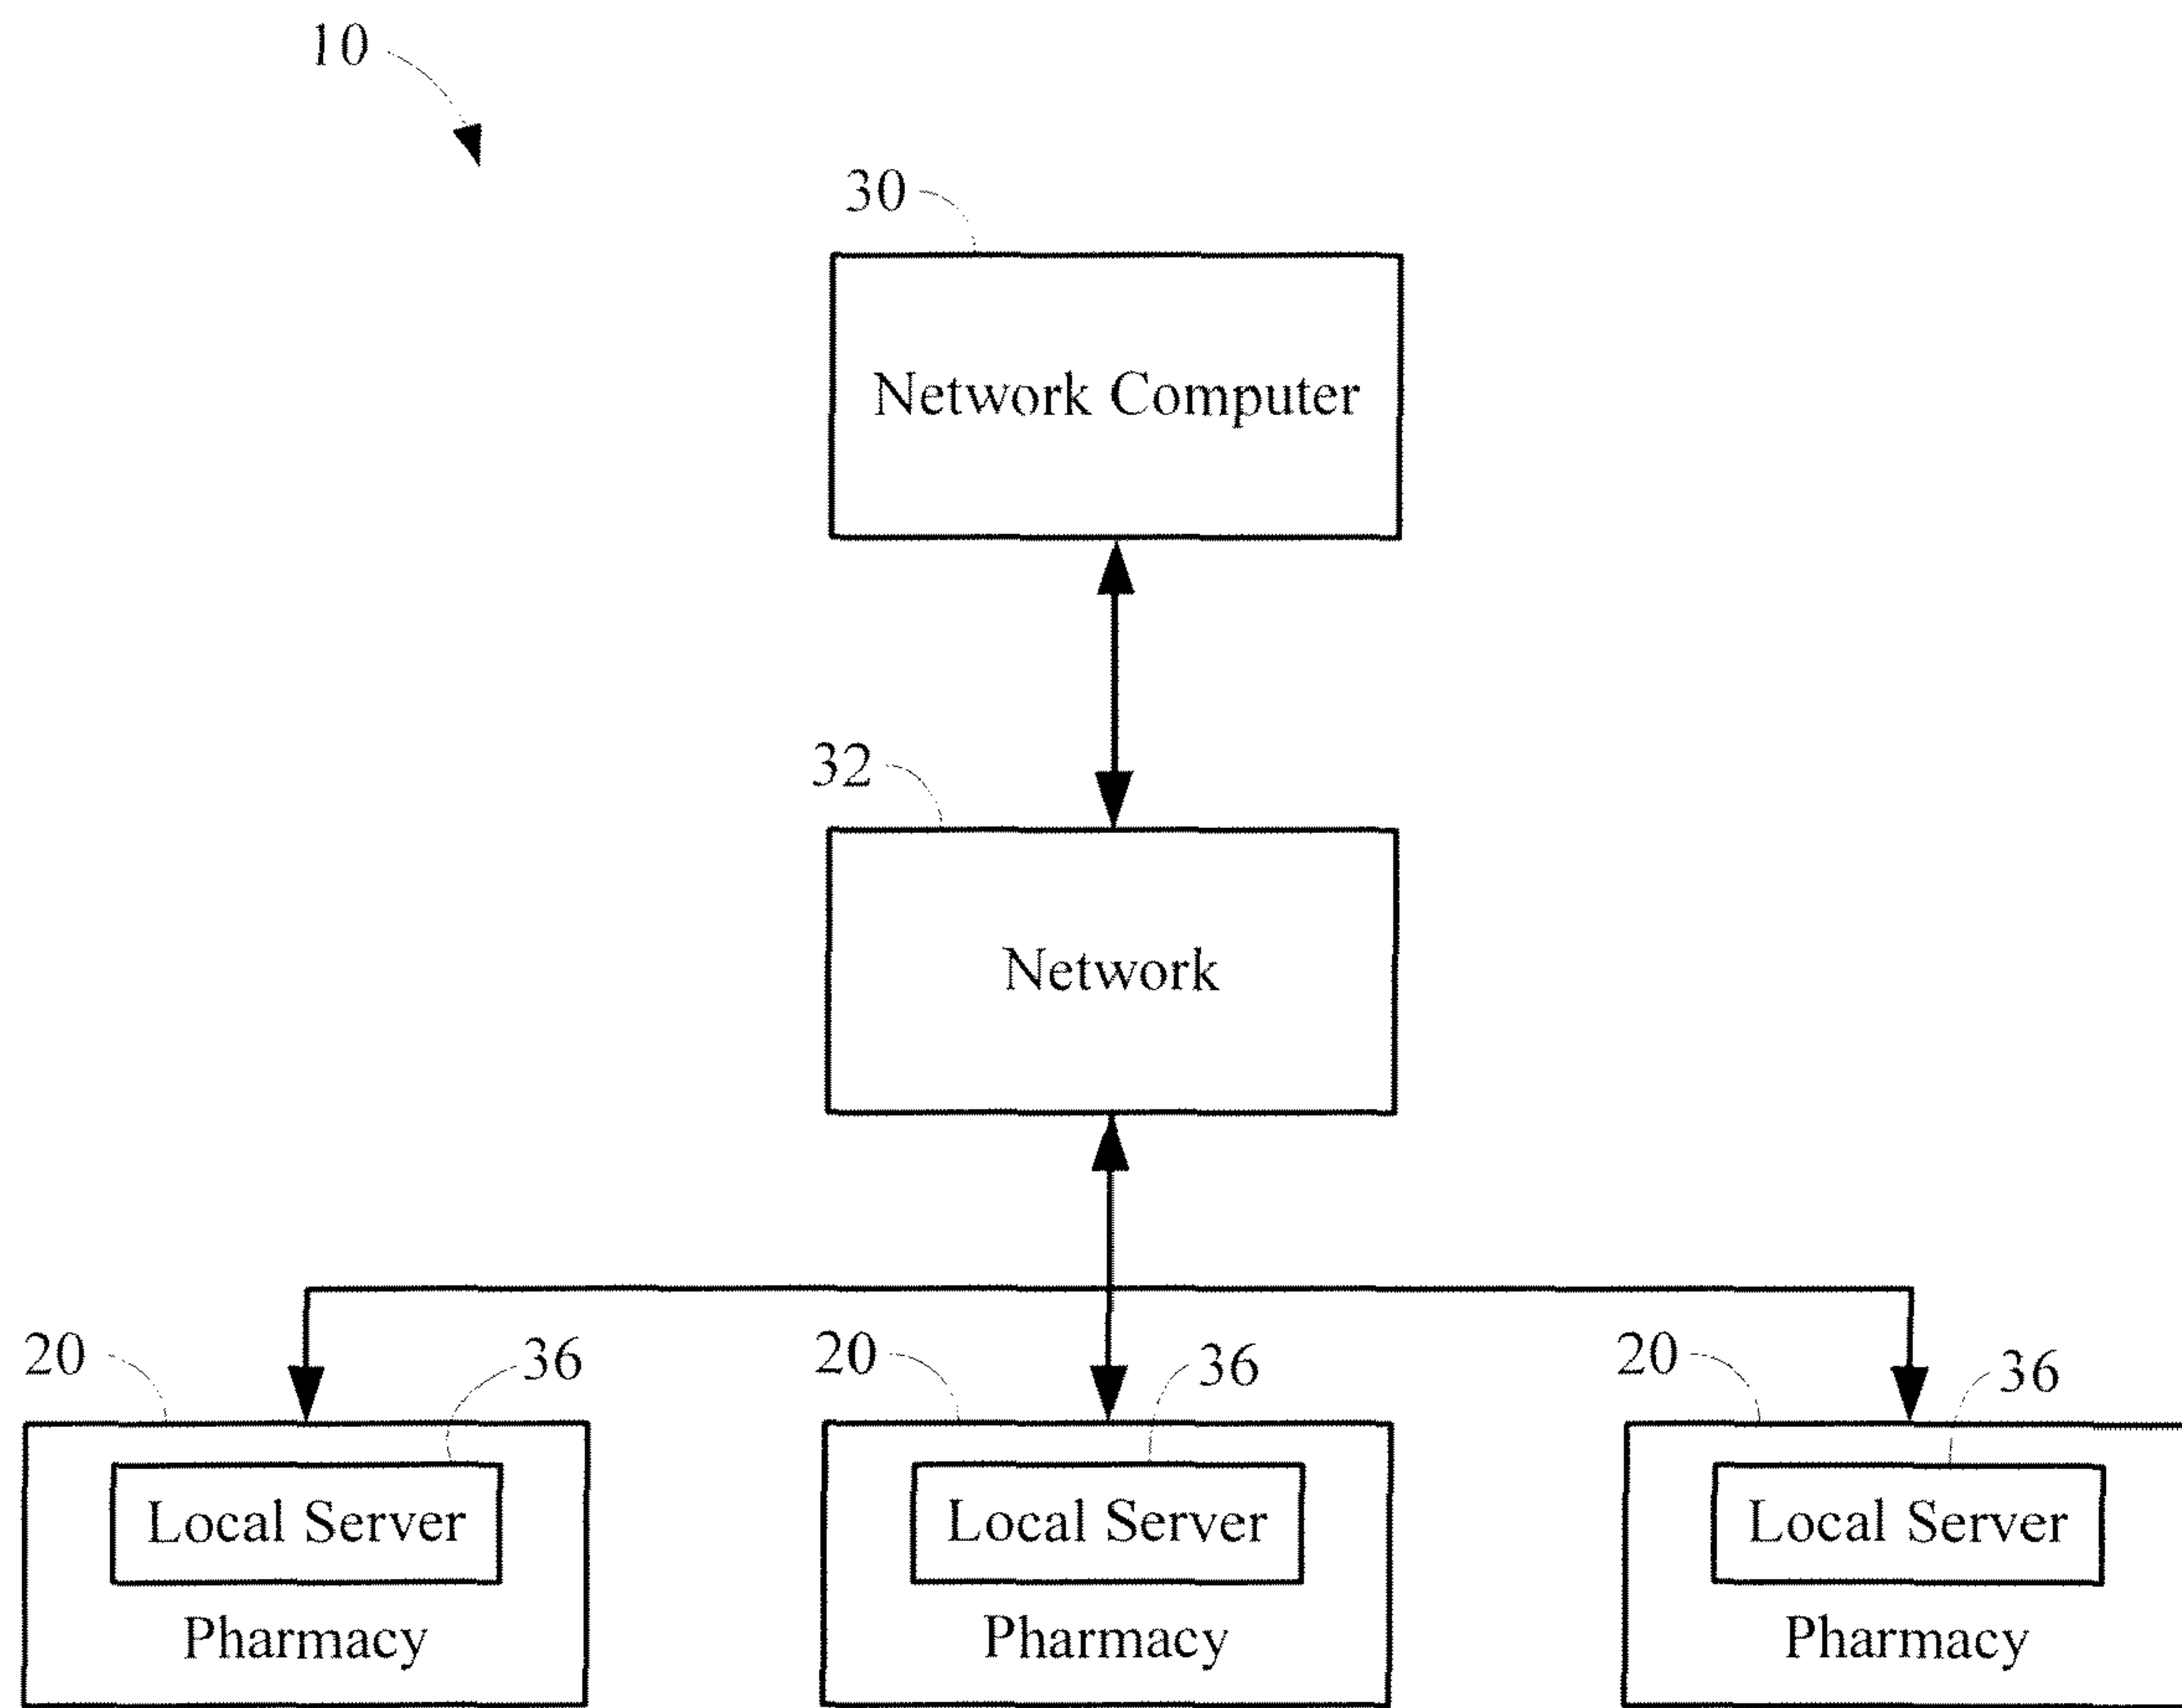 10
30
Network Computer
32
Network
20
36
20
36
20
36
Local Server
Local Server
Local Server
Pharmacy
Pharmacy
Pharmacy